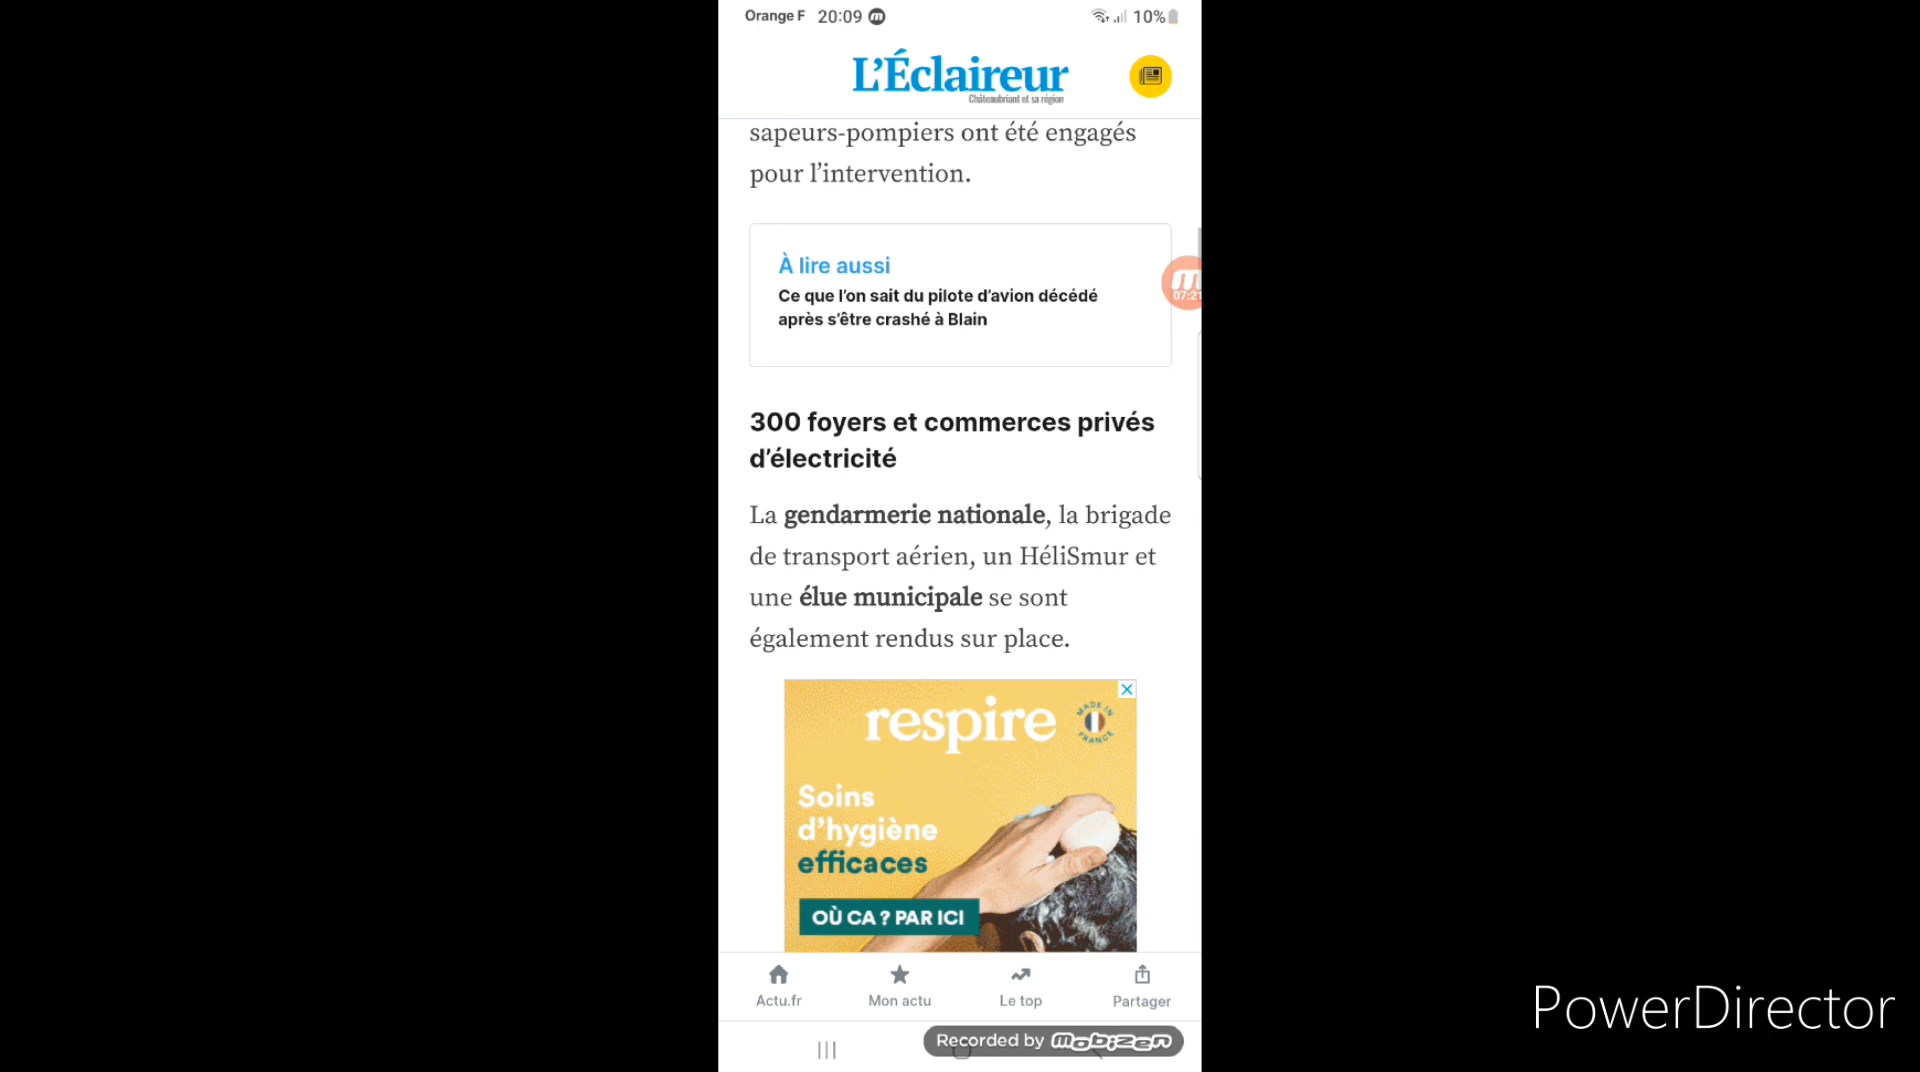 Orange F 20:09 m 10%
L'Éclaireur
Châteaubriant et sa région
sapeurs-pompiers ont été engagés
pour l'intervention.
À lire aussi
Ce que l'on sait du pilote d'avion décédé
après s'être crashé à Blain
07:21
300 foyers et commerces privés
d'électricité
La gendarmerie nationale, la brigade
de transport aérien, un HéliSmur et
une élue municipale se sont
également rendus sur place.
respire
MADE IN FRANCE
Soins
d'hygiène
efficaces
OÙ CA ? PAR ICI
Actu.fr Mon actu Le top Partager
Recorded by mobizen
PowerDirector